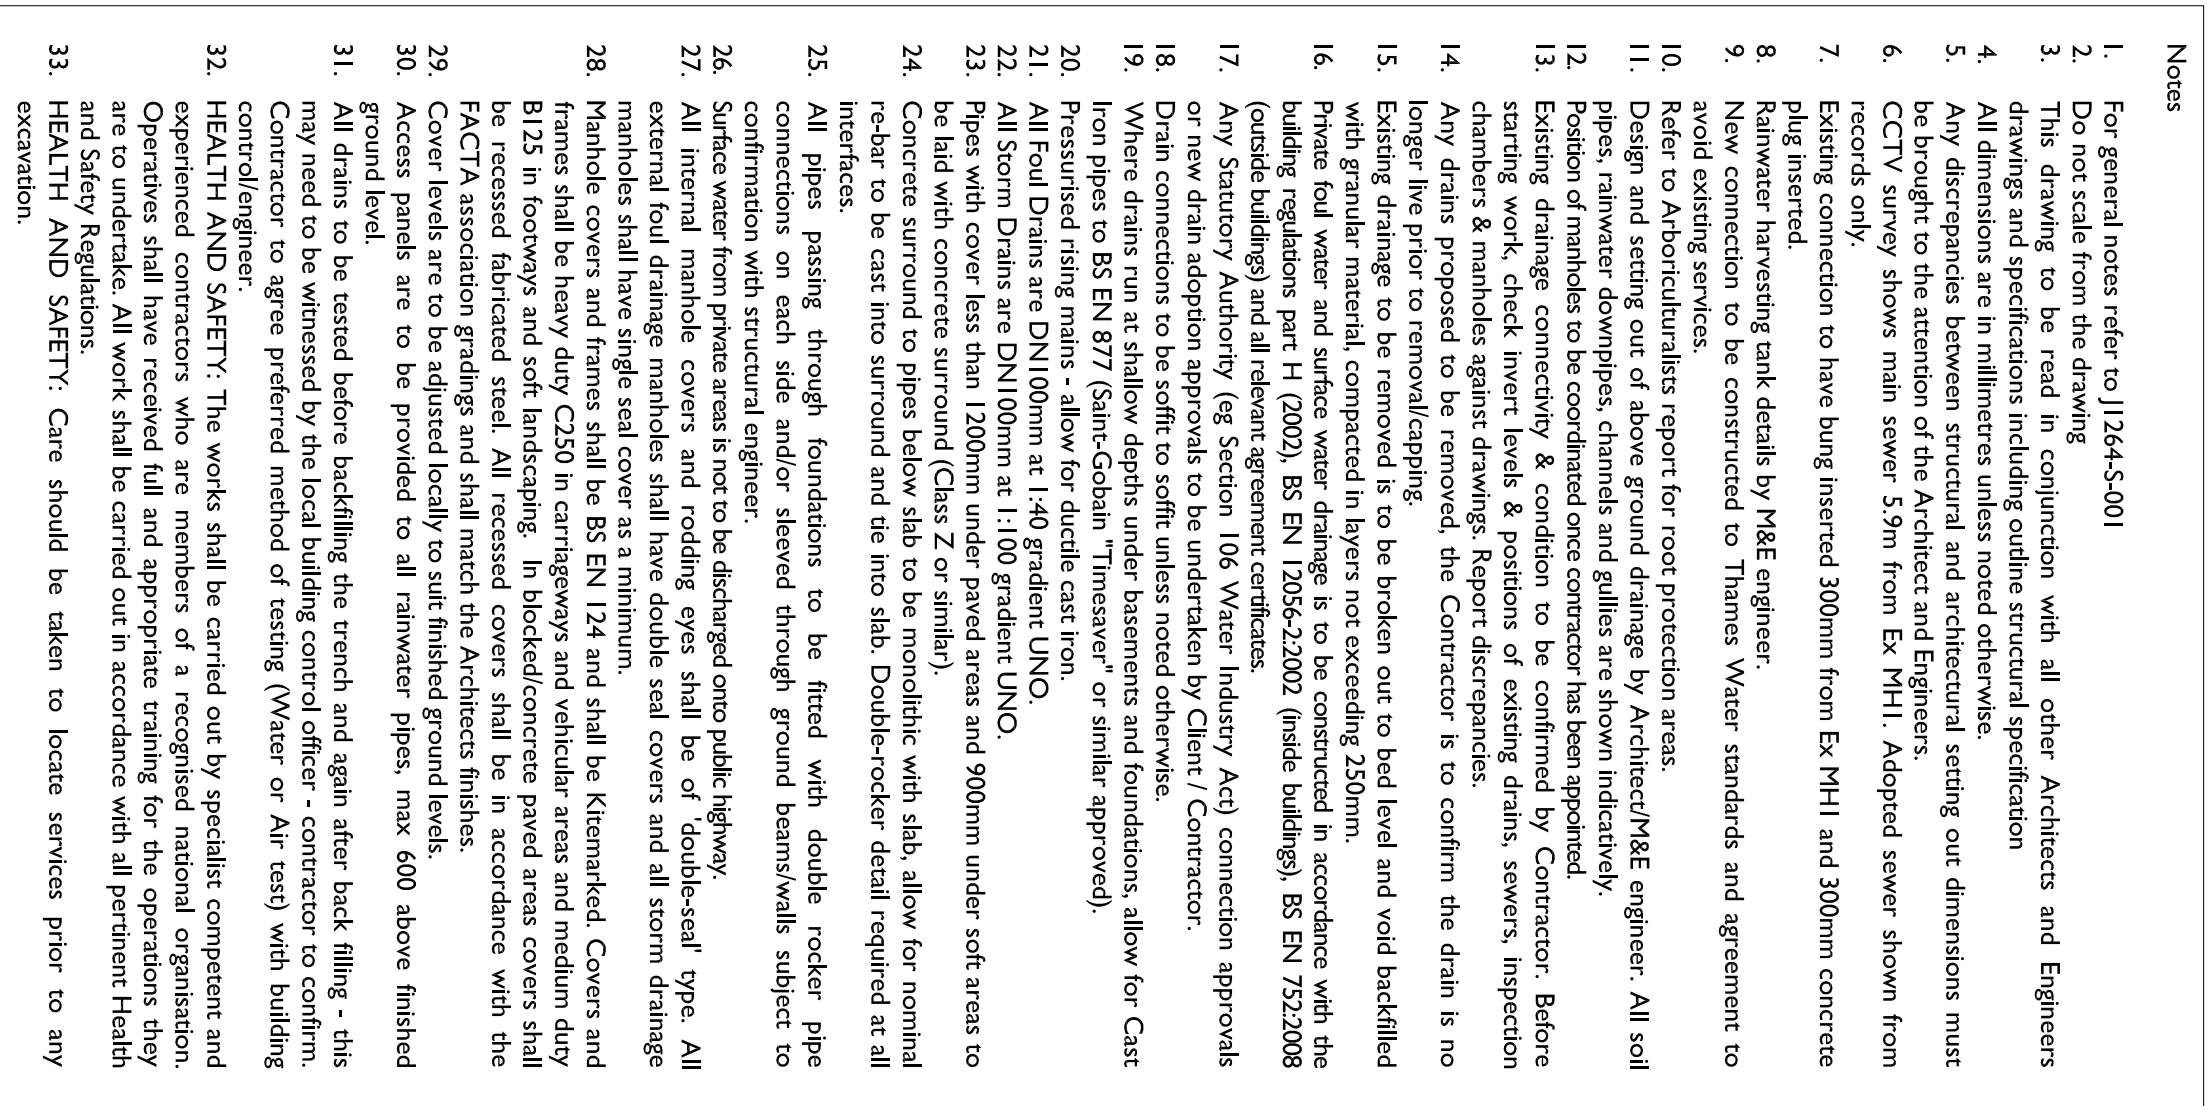 Notes
1. For general notes refer to J1264-S-001
2. Do not scale from the drawing
3. This drawing to be read in conjunction with all other Architects and Engineers
drawings and specifications including outline structural specification
4. All dimensions are in millimetres unless noted otherwise.
5. Any discrepancies between structural and architectural setting out dimensions must
be brought to the attention of the Architect and Engineers.
6. CCTV survey shows main sewer 5.9m from Ex MH1. Adopted sewer shown from
records only.
7. Existing connection to have bung inserted 300mm from Ex MH1 and 300mm concrete
plug inserted.
8. Rainwater harvesting tank details by M&E engineer.
9. New connection to be constructed to Thames Water standards and agreement to
avoid existing services.
10. Refer to Arboriculturalists report for root protection areas.
11. Design and setting out of above ground drainage by Architect/M&E engineer. All soil
pipes, rainwater downpipes, channels and gullies are shown indicatively.
12. Position of manholes to be coordinated once contractor has been appointed.
13. Existing drainage connectivity & condition to be confirmed by Contractor. Before
starting work, check invert levels & positions of existing drains, sewers, inspection
chambers & manholes against drawings. Report discrepancies.
14. Any drains proposed to be removed, the Contractor is to confirm the drain is no
longer live prior to removal/capping.
15. Existing drainage to be removed is to be broken out to bed level and void backfilled
with granular material, compacted in layers not exceeding 250mm.
16. Private foul water and surface water drainage is to be constructed in accordance with the
building regulations part H (2002), BS EN 12056-2:2002 (inside buildings), BS EN 752:2008
(outside buildings) and all relevant agreement certificates.
17. Any Statutory Authority (eg Section 106 Water Industry Act) connection approvals
or new drain adoption approvals to be undertaken by Client / Contractor.
18. Drain connections to be soffit to soffit unless noted otherwise.
19. Where drains run at shallow depths under basements and foundations, allow for Cast
Iron pipes to BS EN 877 (Saint-Gobain "Timesaver" or similar approved).
20. Pressurised rising mains - allow for ductile cast iron.
21. All Foul Drains are DN100mm at 1:40 gradient UNO.
22. All Storm Drains are DN100mm at 1:100 gradient UNO.
23. Pipes with cover less than 1200mm under paved areas and 900mm under soft areas to
be laid with concrete surround (Class Z or similar).
24. Concrete surround to pipes below slab to be monolithic with slab, allow for nominal
re-bar to be cast into surround and tie into slab. Double-rocker detail required at all
interfaces.
25. All pipes passing through foundations to be fitted with double rocker pipe
connections on each side and/or sleeved through ground beams/walls subject to
confirmation with structural engineer.
26. Surface water from private areas is not to be discharged onto public highway.
27. All internal manhole covers and rodding eyes shall be of 'double-seal' type. All
external foul drainage manholes shall have double seal covers and all storm drainage
manholes shall have single seal cover as a minimum.
28. Manhole covers and frames shall be BS EN 124 and shall be Kitemarked. Covers and
frames shall be heavy duty C250 in carriageways and vehicular areas and medium duty
B125 in footways and soft landscaping. In blocked/concrete paved areas covers shall
be recessed fabricated steel. All recessed covers shall be in accordance with the
FACTA association gradings and shall match the Architects finishes.
29. Cover levels are to be adjusted locally to suit finished ground levels.
30. Access panels are to be provided to all rainwater pipes, max 600 above finished
ground level.
31. All drains to be tested before backfilling the trench and again after back filling - this
may need to be witnessed by the local building control officer - contractor to confirm.
Contractor to agree preferred method of testing (Water or Air test) with building
control/engineer.
32. HEALTH AND SAFETY: The works shall be carried out by specialist competent and
experienced contractors who are members of a recognised national organisation.
Operatives shall have received full and appropriate training for the operations they
are to undertake. All work shall be carried out in accordance with all pertinent Health
and Safety Regulations.
33. HEALTH AND SAFETY: Care should be taken to locate services prior to any
excavation.